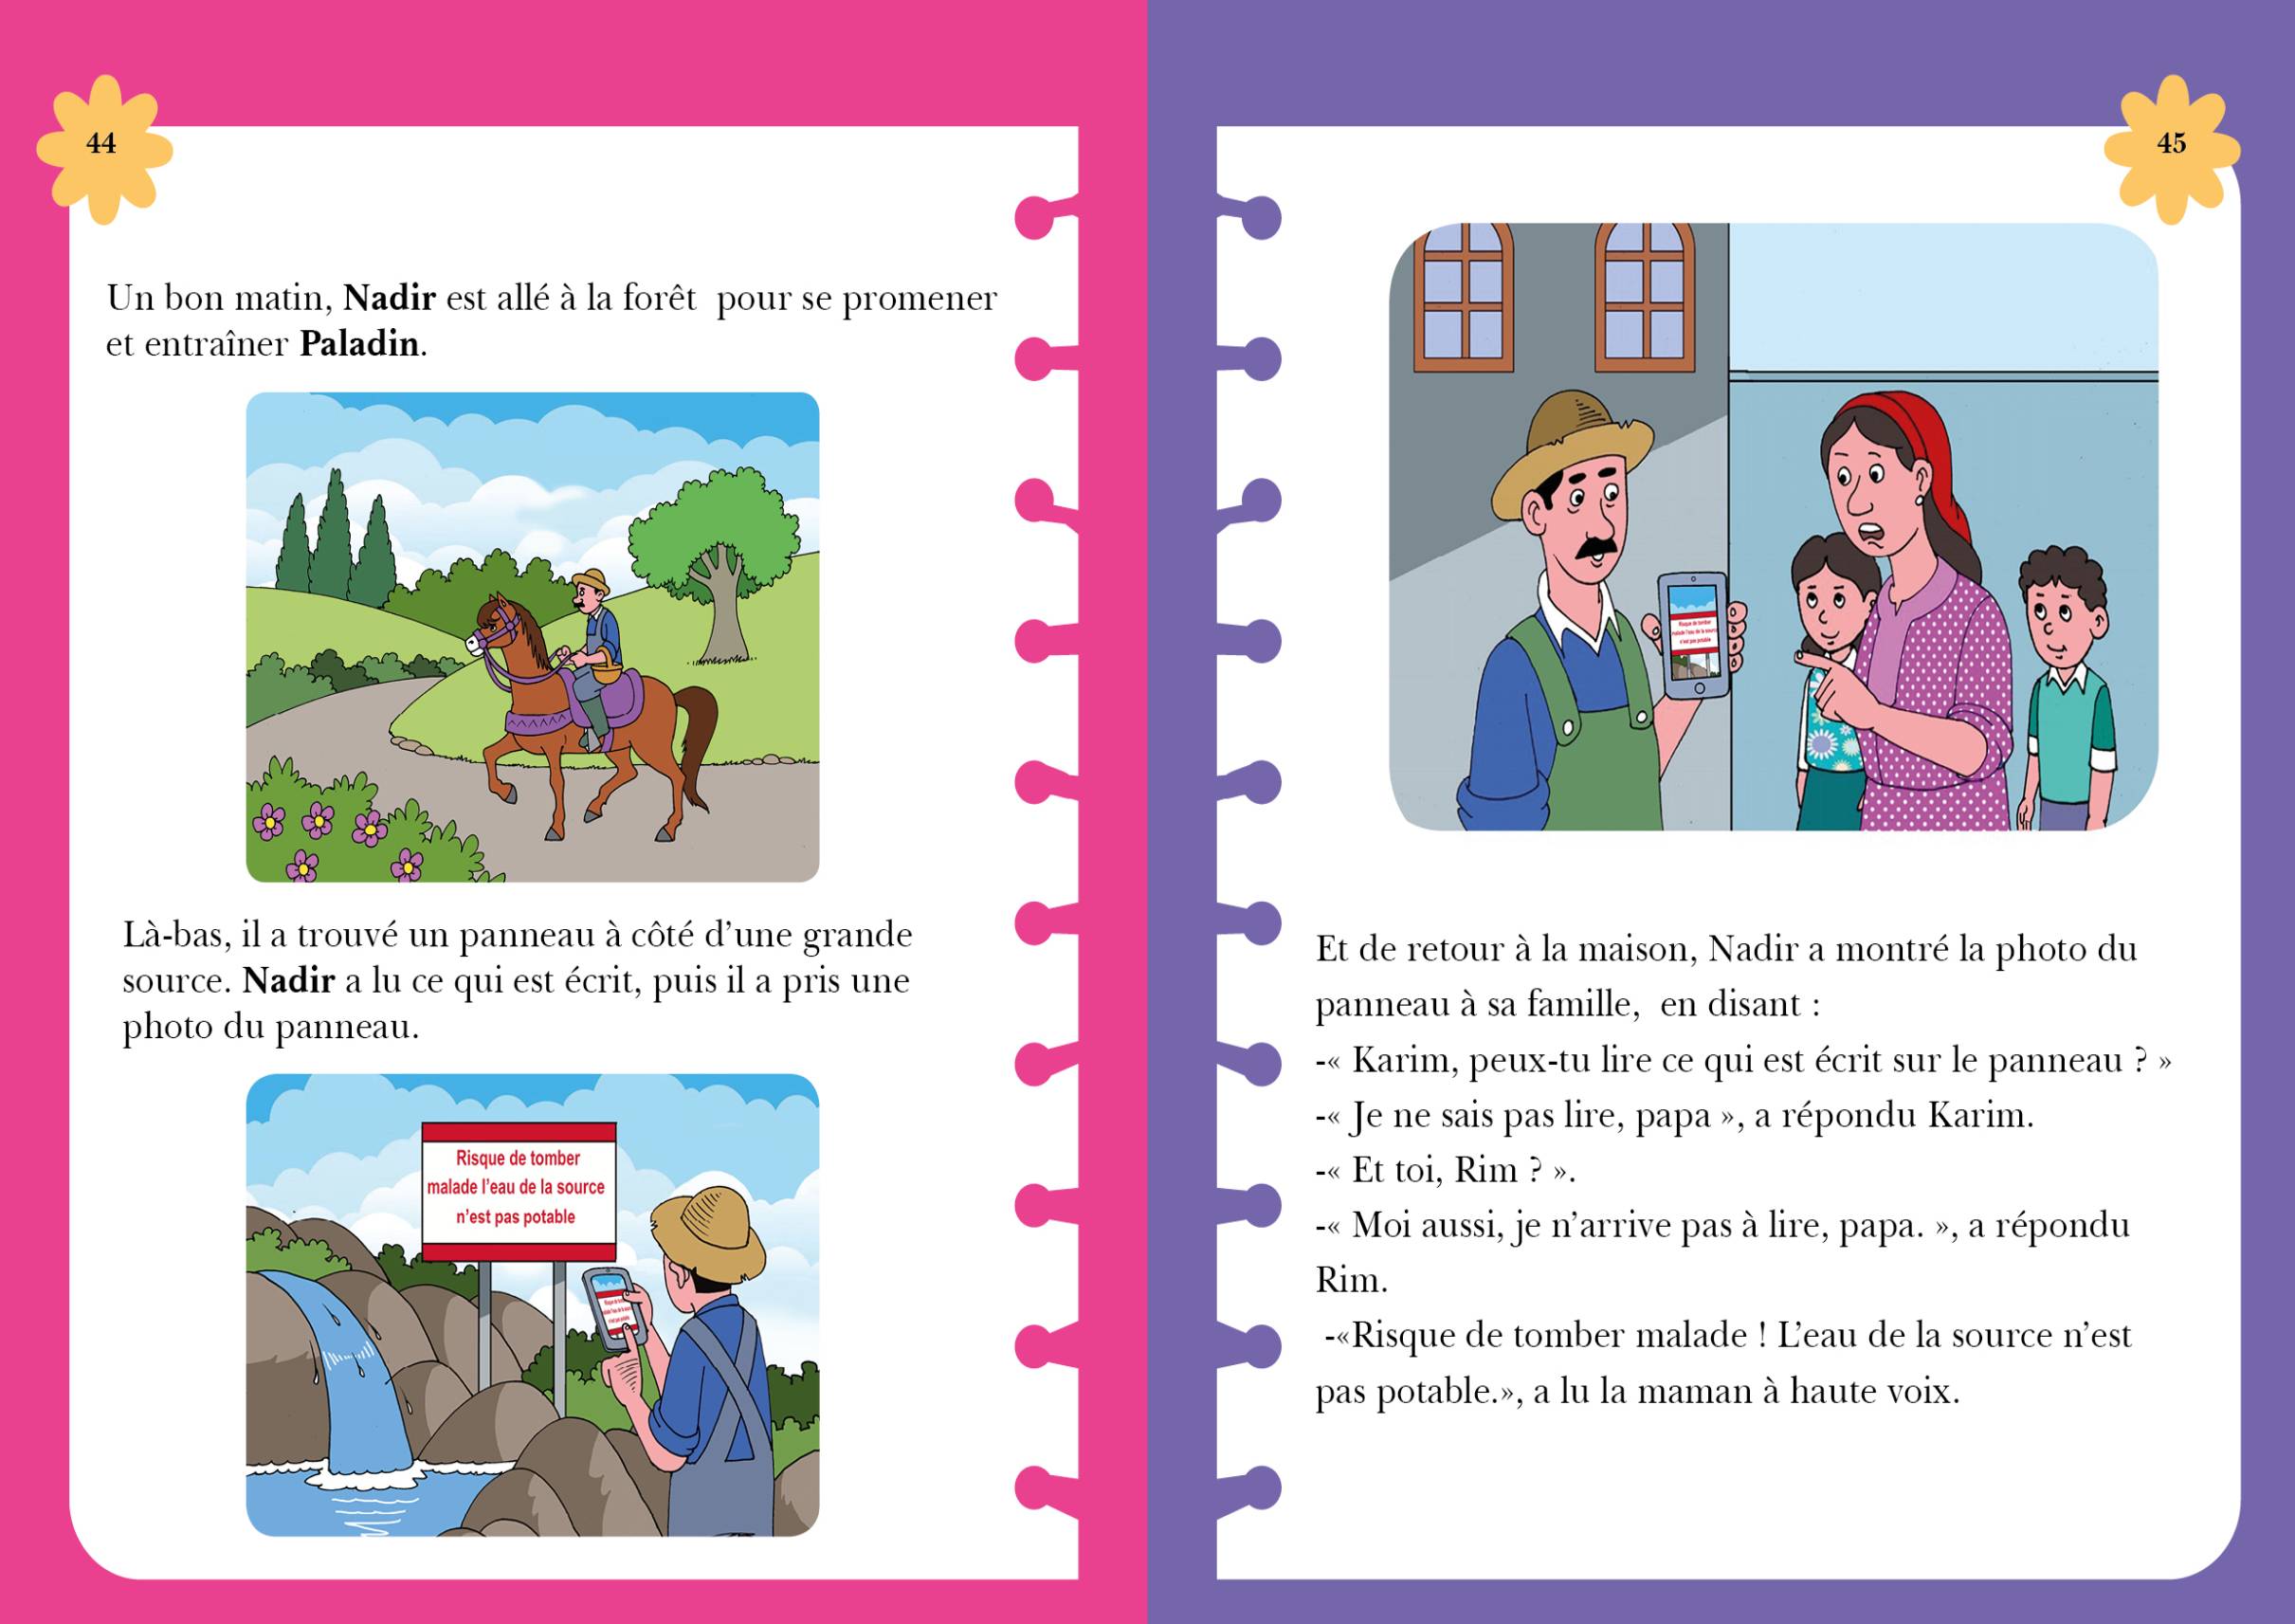 44
Un bon matin, Nadir est allé à la forêt  pour se promener
et entraîner Paladin.
Là-bas, il a trouvé un panneau à côté d’une grande
source. Nadir a lu ce qui est écrit, puis il a pris une
photo du panneau.
Risque de tomber
malade l’eau de la source
n’est pas potable
45
Risque de tomber
malade l’eau de la source
n’est pas potable
Et de retour à la maison, Nadir a montré la photo du
panneau à sa famille,  en disant :
-« Karim, peux-tu lire ce qui est écrit sur le panneau ? »
-« Je ne sais pas lire, papa », a répondu Karim.
-« Et toi, Rim ? ».
-« Moi aussi, je n’arrive pas à lire, papa. », a répondu
Rim.
-«Risque de tomber malade ! L’eau de la source n’est
pas potable.», a lu la maman à haute voix.